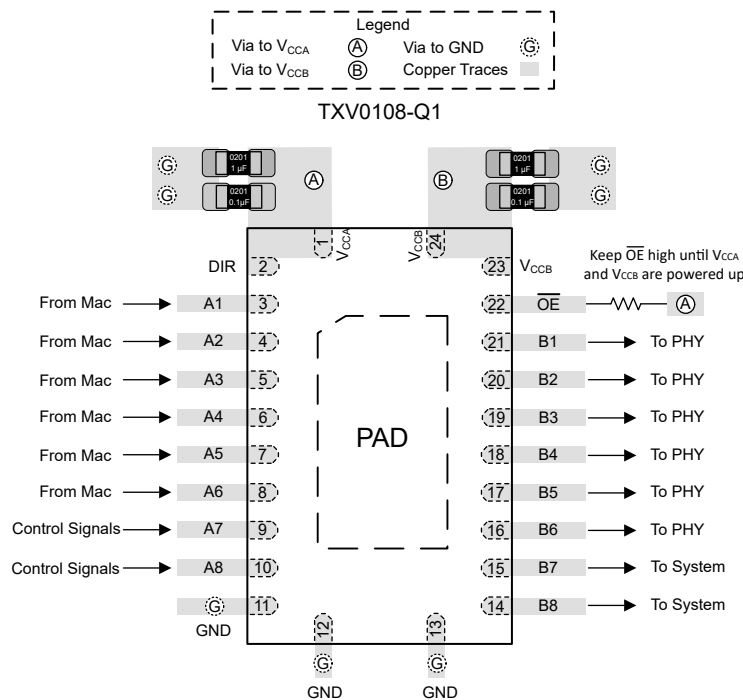 Legend
Via to VCCA A Via to GND G
Via to VCCB B Copper Traces
TXV0108-Q1
G 0201 1 µF A B 0201 1 µF G
G 0201 0.1µF 0201 0.1 µF G
1 VCCA VCCB 24
Keep OE high until VCCA
and VCCB are powered up
DIR 2 23 VCCB
From Mac A1 3 22 OE A
From Mac A2 4 21 B1 To PHY
From Mac A3 5 20 B2 To PHY
From Mac A4 6 19 B3 To PHY
From Mac A5 7 18 B4 To PHY
From Mac A6 8 17 B5 To PHY
Control Signals A7 9 16 B6 To PHY
Control Signals A8 10 15 B7 To System
G 11 14 B8 To System
PAD
GND
12 13
G G
GND GND